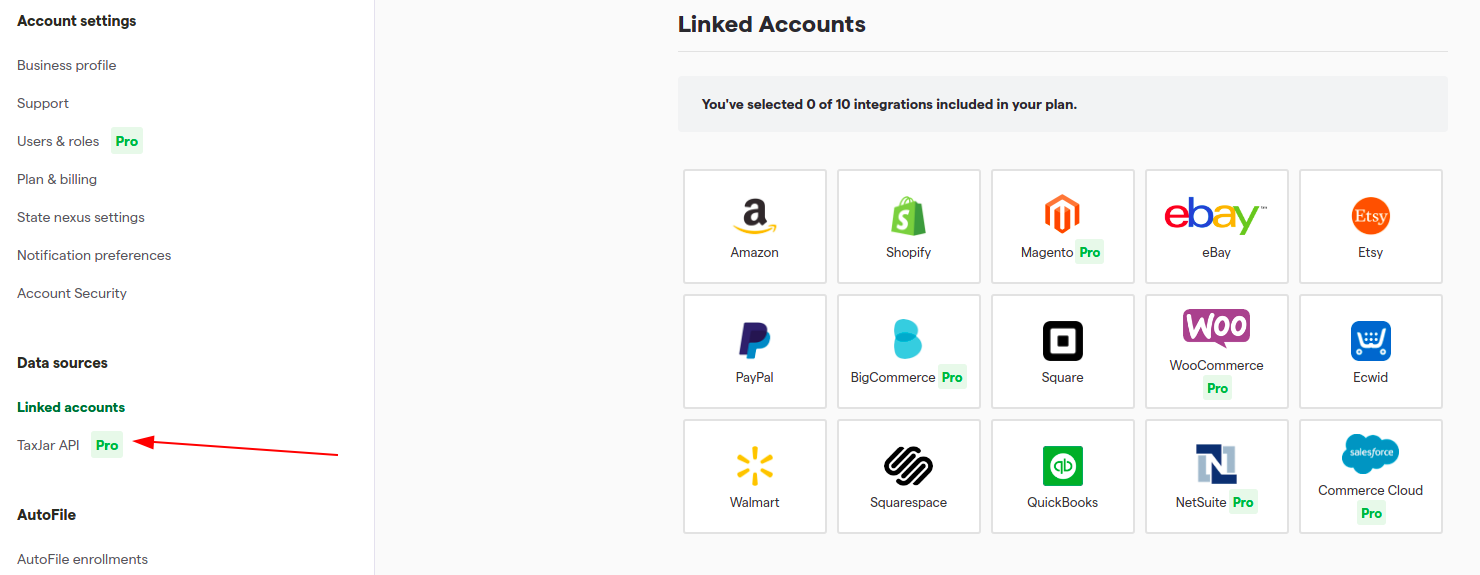 Account settings
Business profile
Support
Users & roles Pro
Plan & billing
State nexus settings
Notification preferences
Account Security
Data sources
Linked accounts
TaxJar API Pro
AutoFile
AutoFile enrollments
Linked Accounts
You've selected 0 of 10 integrations included in your plan.
a
Amazon
S
Shopify
Magento Pro
ebay™
eBay
Etsy
Etsy
PayPal
BigCommerce Pro
Square
WOO
WooCommerce
Pro
Ecwid
Walmart
Squarespace
qb
QuickBooks
N
NetSuite Pro
salesforce
Commerce Cloud
Pro